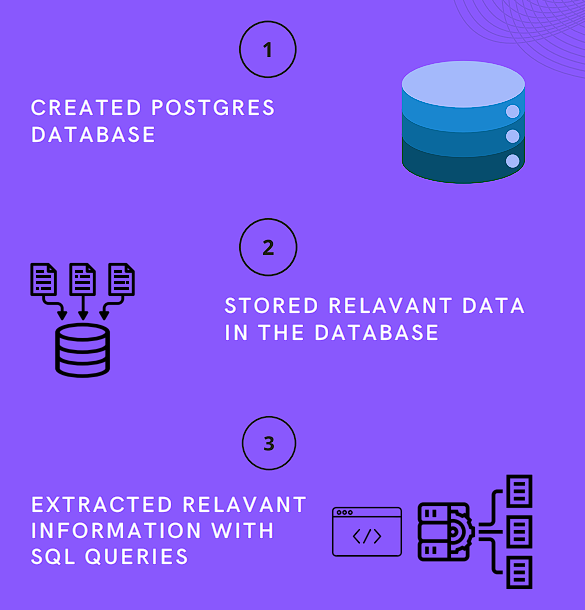 1
CREATED POSTGRES
DATABASE
2
STORED RELAVANT DATA
IN THE DATABASE
3
EXTRACTED RELAVANT
INFORMATION WITH
SQL QUERIES
</>